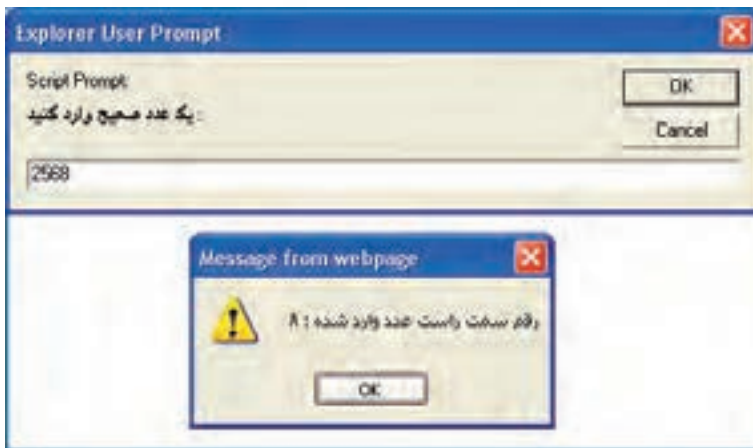 Explorer User Prompt
Script Prompt:
یک عدد صحیح وارد کنید :
OK
Cancel
2568
Message from webpage
رقم سمت راست عدد وارد شده : ۸
OK